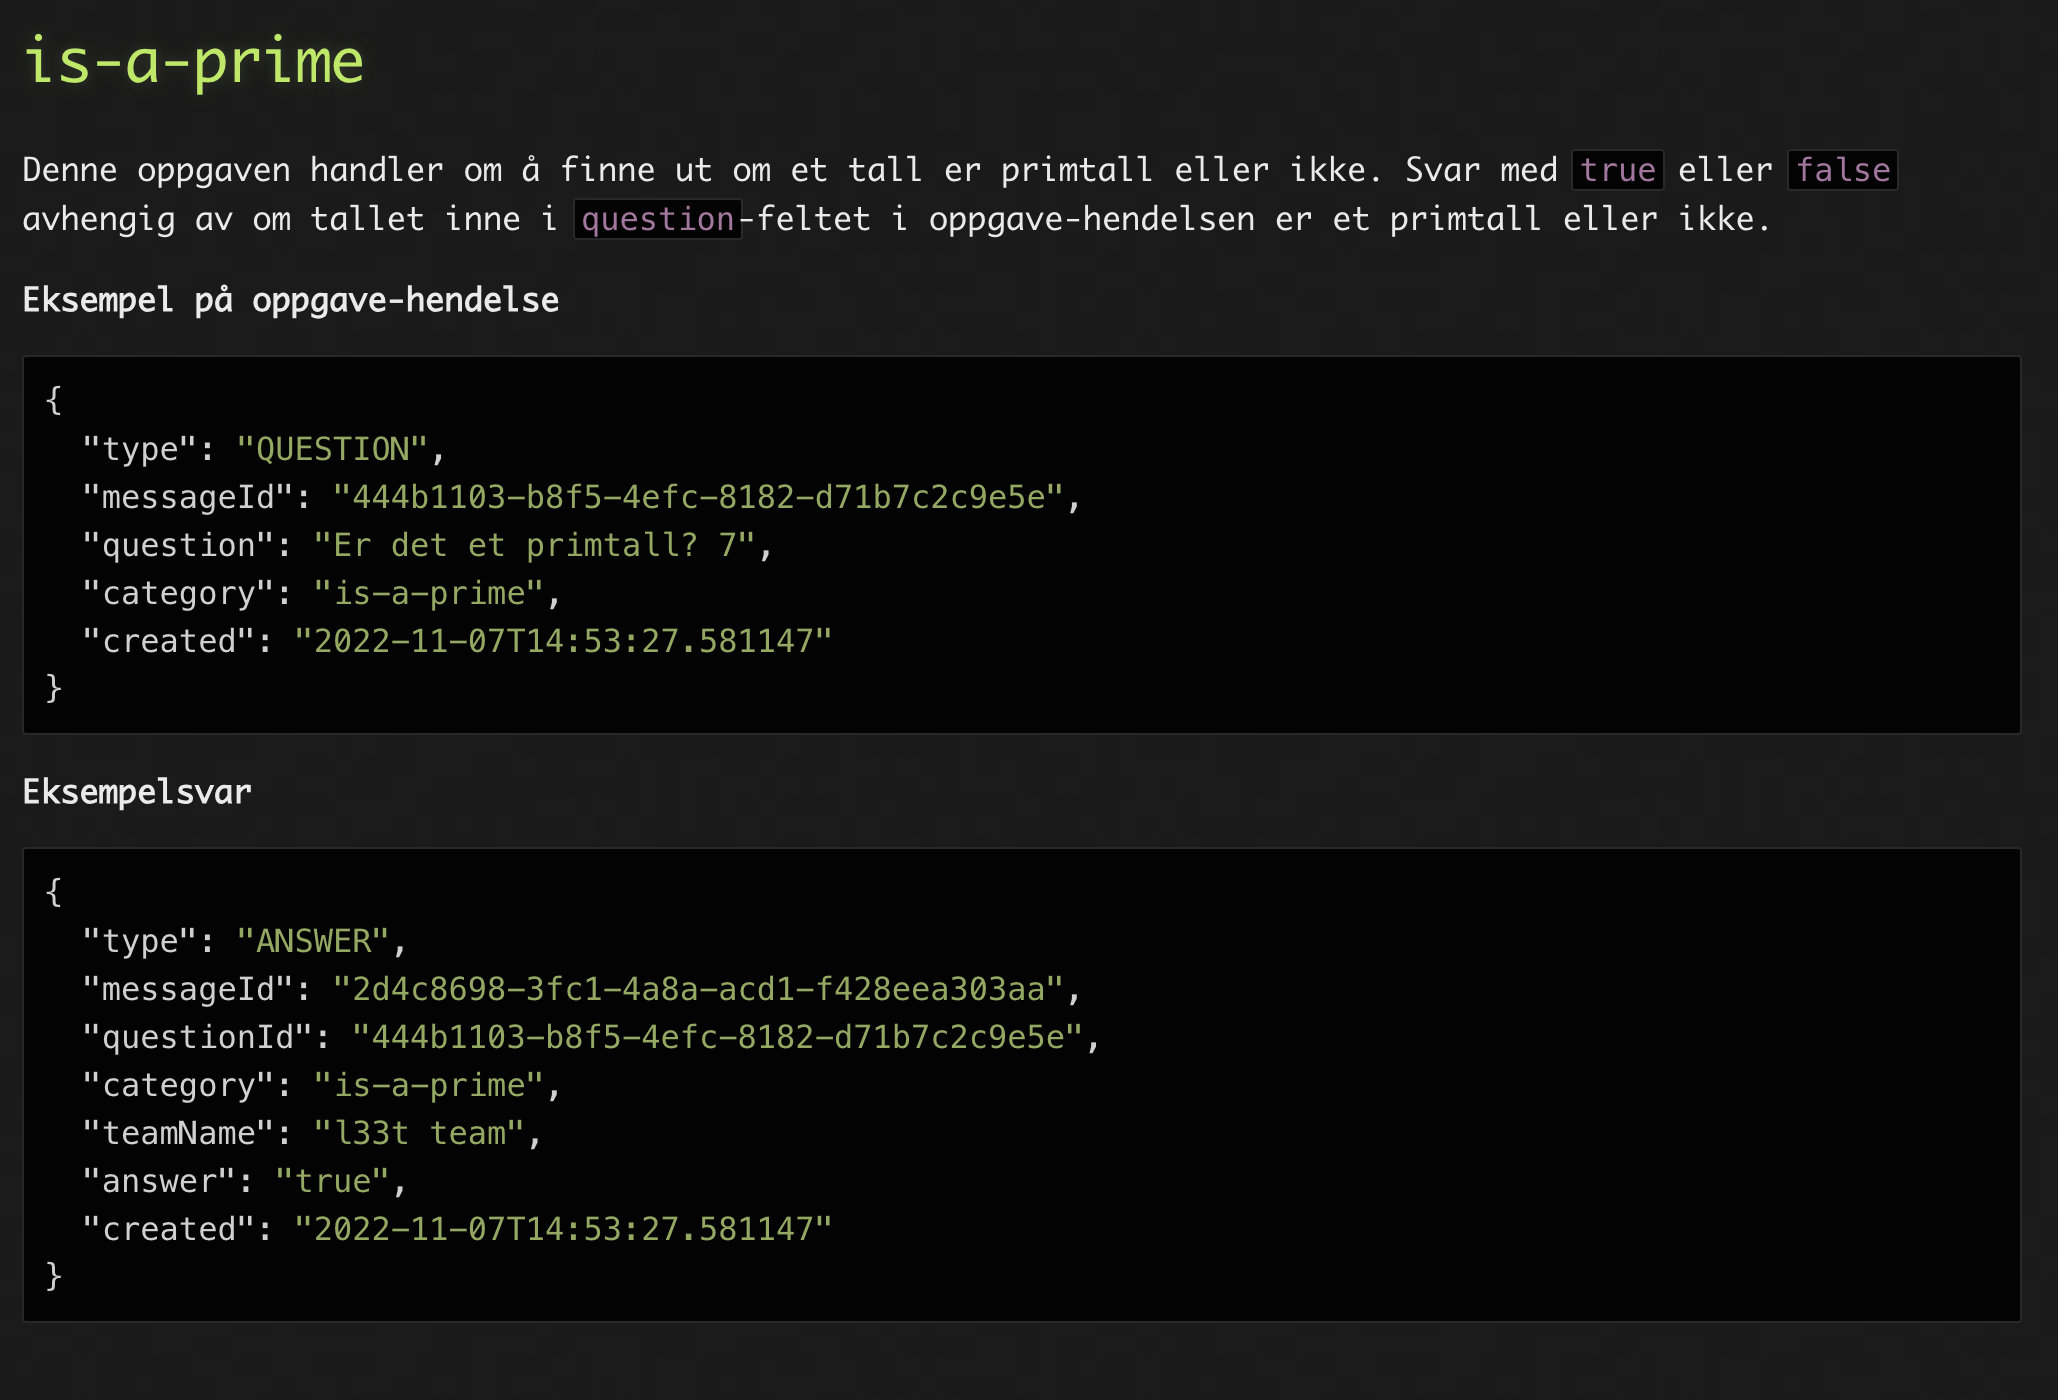 is-a-prime
Denne oppgaven handler om å finne ut om et tall er primtall eller ikke. Svar med true eller false
avhengig av om tallet inne i question-feltet i oppgave-hendelsen er et primtall eller ikke.
Eksempel på oppgave-hendelse
{
  "type": "QUESTION",
  "messageId": "444b1103-b8f5-4efc-8182-d71b7c2c9e5e",
  "question": "Er det et primtall? 7",
  "category": "is-a-prime",
  "created": "2022-11-07T14:53:27.581147"
}
Eksempelsvar
{
  "type": "ANSWER",
  "messageId": "2d4c8698-3fc1-4a8a-acd1-f428eea303aa",
  "questionId": "444b1103-b8f5-4efc-8182-d71b7c2c9e5e",
  "category": "is-a-prime",
  "teamName": "l33t team",
  "answer": "true",
  "created": "2022-11-07T14:53:27.581147"
}